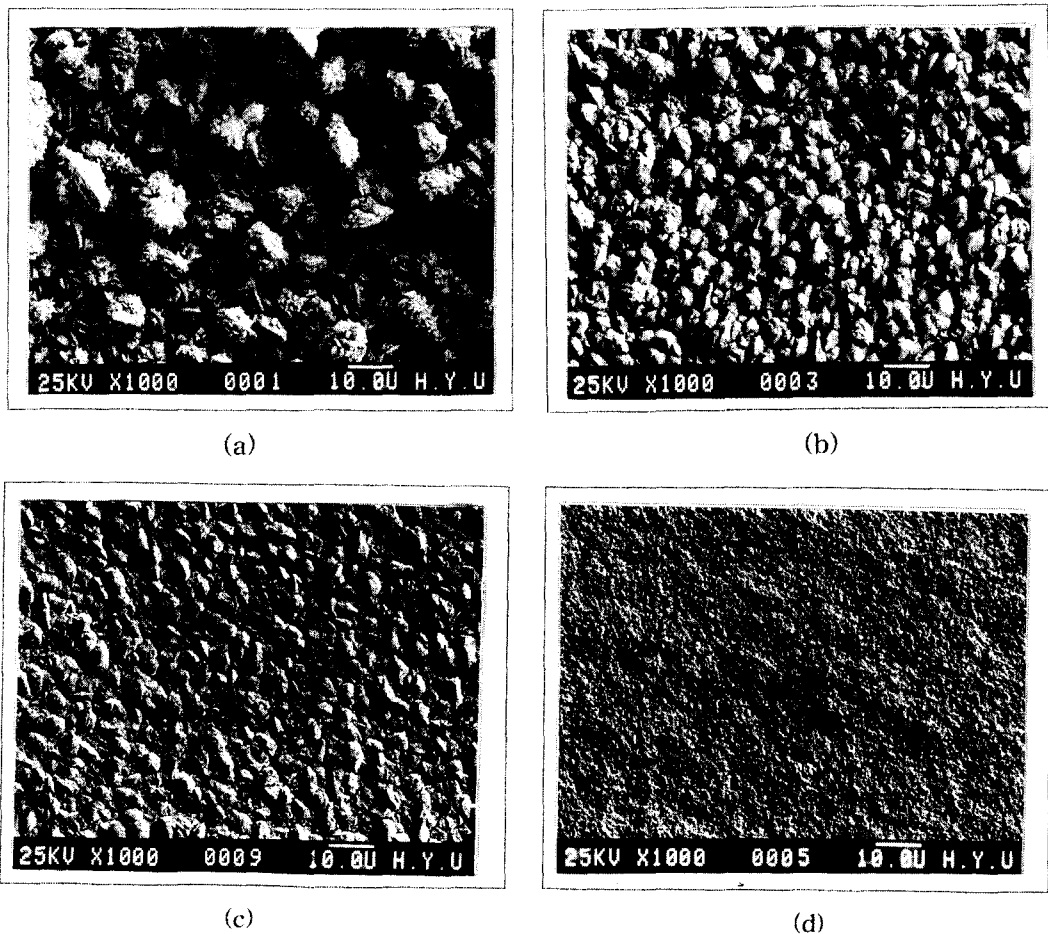 25KV X1000 0001 10.0U H.Y.U
25KV X1000 0003 10.0U H.Y.U
(a)
(b)
25KV X1000 0009 10.0U H.Y.U
25KV X1000 0005 10.0U H.Y.U
(c)
(d)